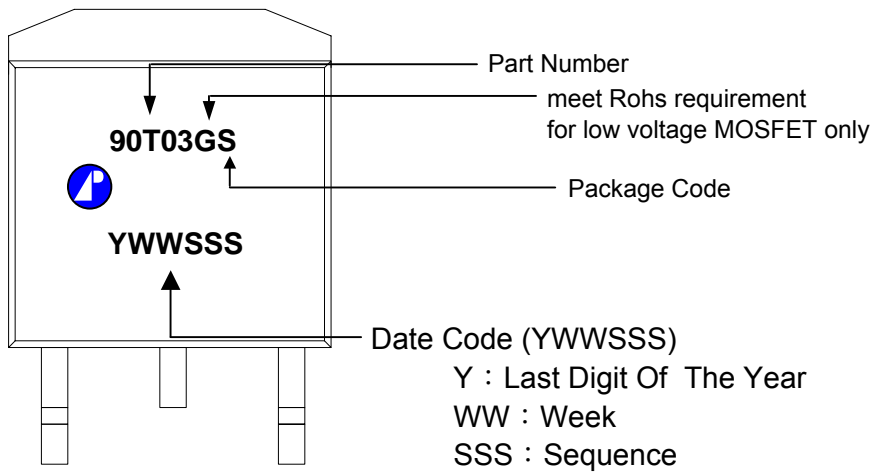 Part Number
meet Rohs requirement
for low voltage MOSFET only
90T03GS
Package Code
YWWSSS
Date Code (YWWSSS)
Y：Last Digit Of The Year
WW：Week
SSS：Sequence